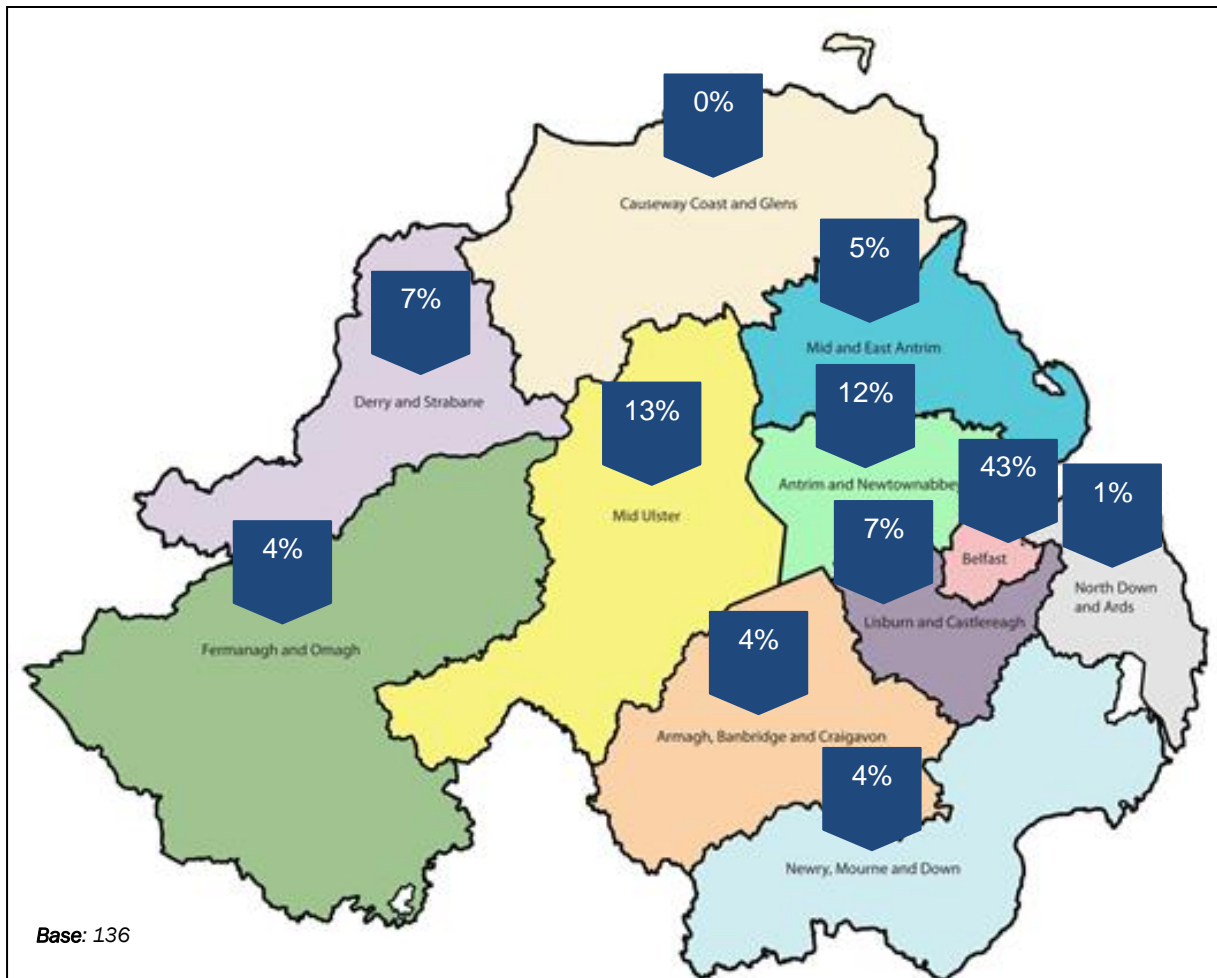 0%
Causeway Coast and Glens
5%
7%
Mid and East Antrim
Derry and Strabane
13%
12%
43%
1%
Antrim and Newtownabbey
Mid Ulster
7%
4%
Belfast
North Down
and Ards
Lisburn and Castlereagh
Fermanagh and Omagh
4%
Armagh, Banbridge and Craigavon
4%
Newry, Mourne and Down
Base: 136